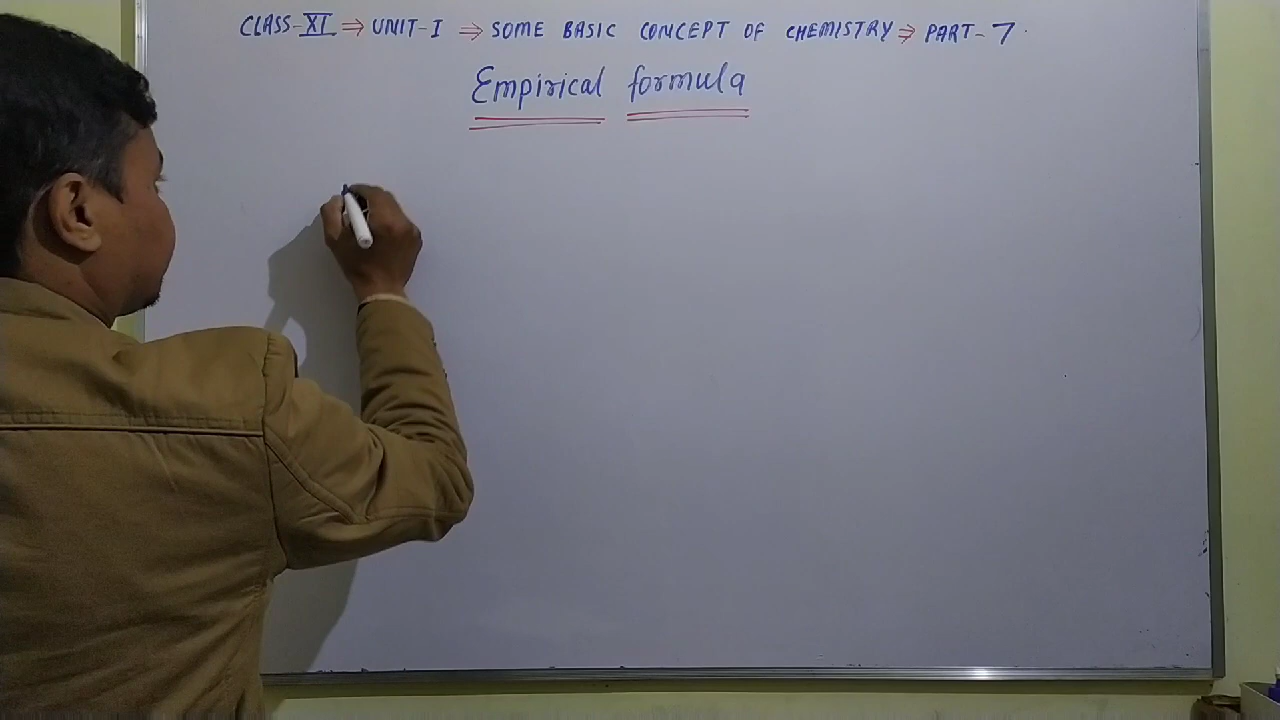 CLASS-XI ⇒ UNIT-I ⇒ SOME BASIC CONCEPT OF CHEMISTRY ⇒ PART-7.
Empirical formula